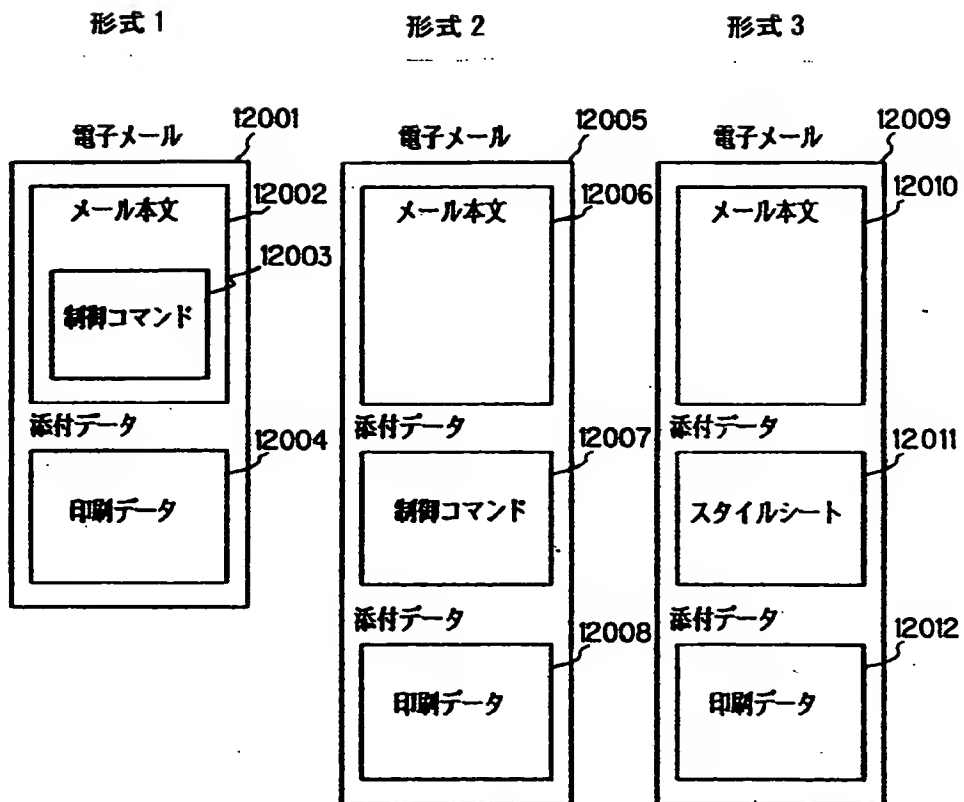 形式 1
形式 2
形式 3
電子メール
12001
メール本文
12002
制御コマンド
12003
添付データ
12004
印刷データ
電子メール
12005
メール本文
12006
添付データ
12007
制御コマンド
添付データ
12008
印刷データ
電子メール
12009
メール本文
12010
添付データ
12011
スタイルシート
添付データ
12012
印刷データ